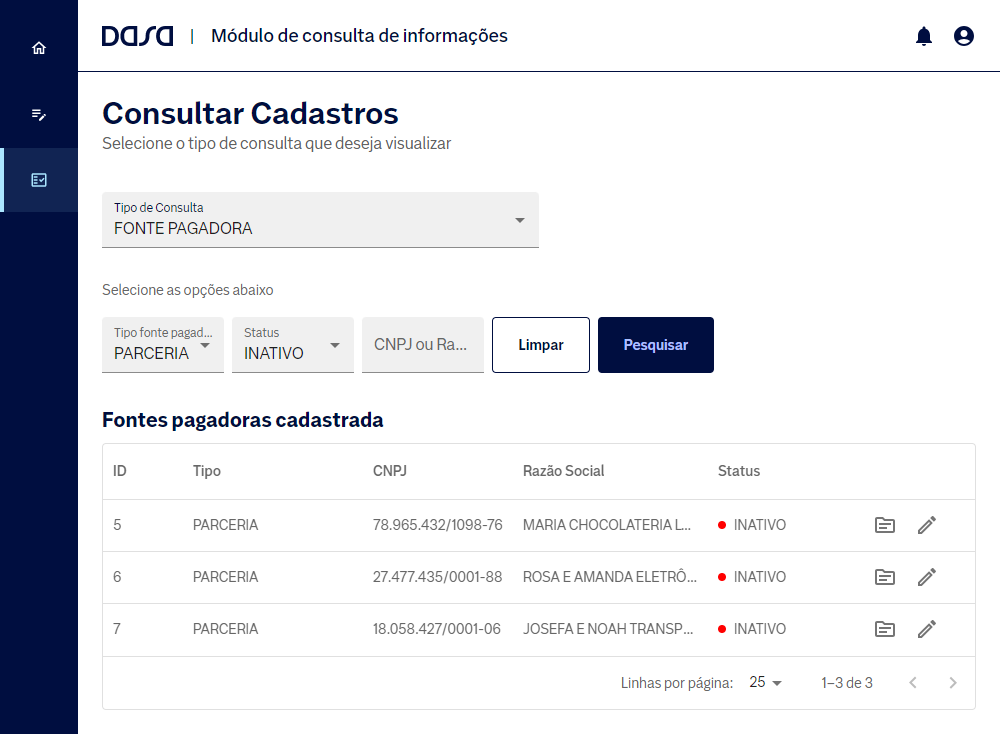 DASA | Módulo de consulta de informações
Consultar Cadastros
Selecione o tipo de consulta que deseja visualizar
Tipo de Consulta
FONTE PAGADORA
Selecione as opções abaixo
Tipo fonte pagad...
PARCERIA
Status
INATIVO
CNPJ ou Ra...
Limpar
Pesquisar
Fontes pagadoras cadastrada
ID Tipo CNPJ Razão Social Status
5 PARCERIA 78.965.432/1098-76 MARIA CHOCOLATERIA L... INATIVO
6 PARCERIA 27.477.435/0001-88 ROSA E AMANDA ELETRÔ... INATIVO
7 PARCERIA 18.058.427/0001-06 JOSEFA E NOAH TRANSP... INATIVO
Linhas por página: 25 1–3 de 3